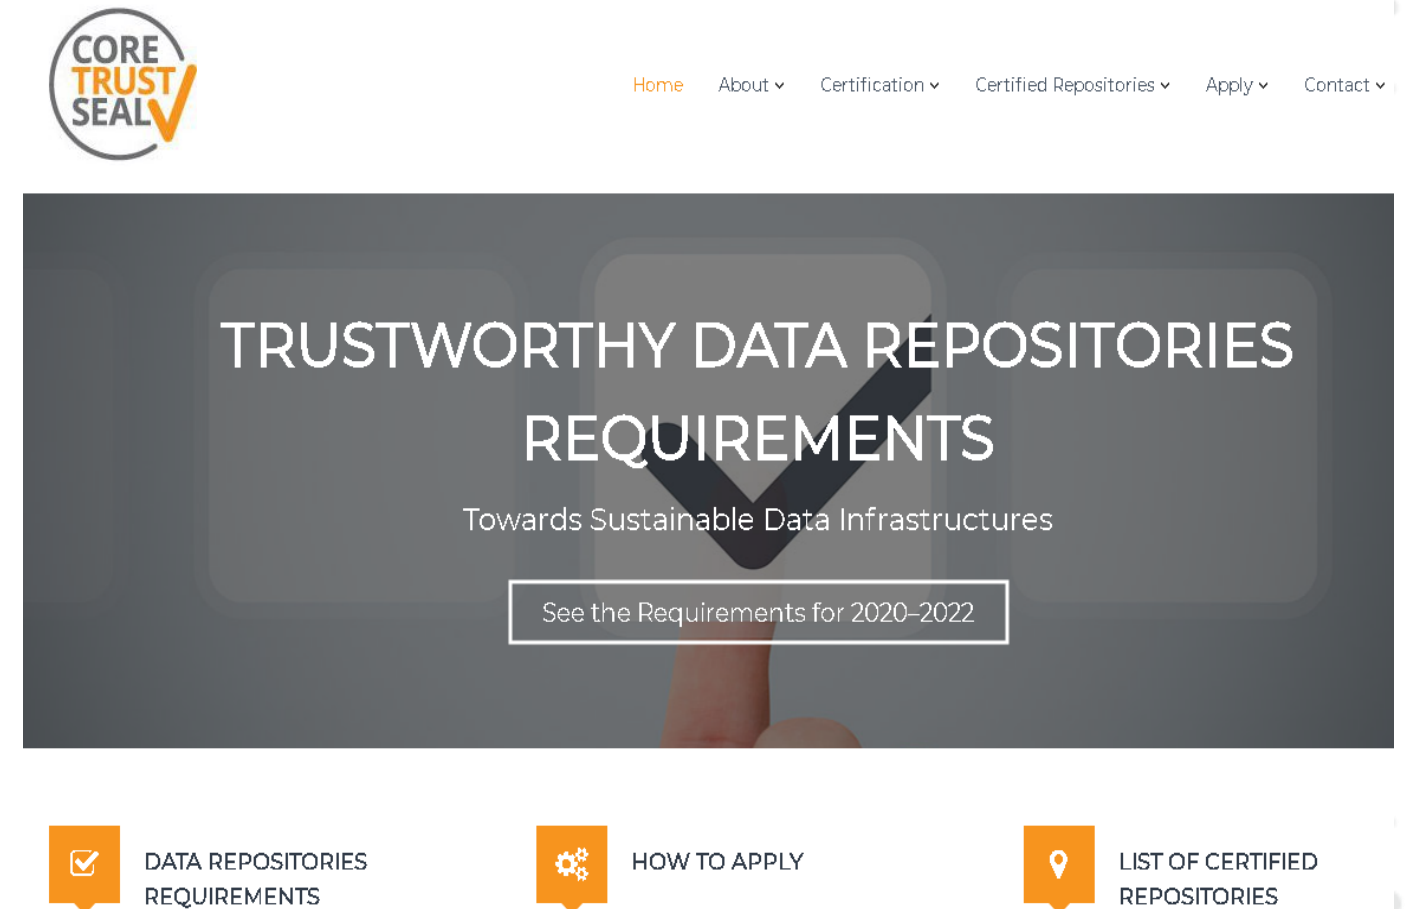 CORE
TRUST
SEAL
Home About Certification Certified Repositories Apply Contact
TRUSTWORTHY DATA REPOSITORIES
REQUIREMENTS
Towards Sustainable Data Infrastructures
See the Requirements for 2020–2022
DATA REPOSITORIES
REQUIREMENTS
HOW TO APPLY
LIST OF CERTIFIED
REPOSITORIES